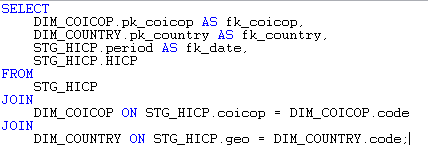 SELECT
DIM_COICOP.pk_coicop AS fk_coicop,
DIM_COUNTRY.pk_country AS fk_country,
STG_HICP.period AS fk_date,
STG_HICP.HICP
FROM
STG_HICP
JOIN
DIM_COICOP ON STG_HICP.coicop = DIM_COICOP.code
JOIN
DIM_COUNTRY ON STG_HICP.geo = DIM_COUNTRY.code;